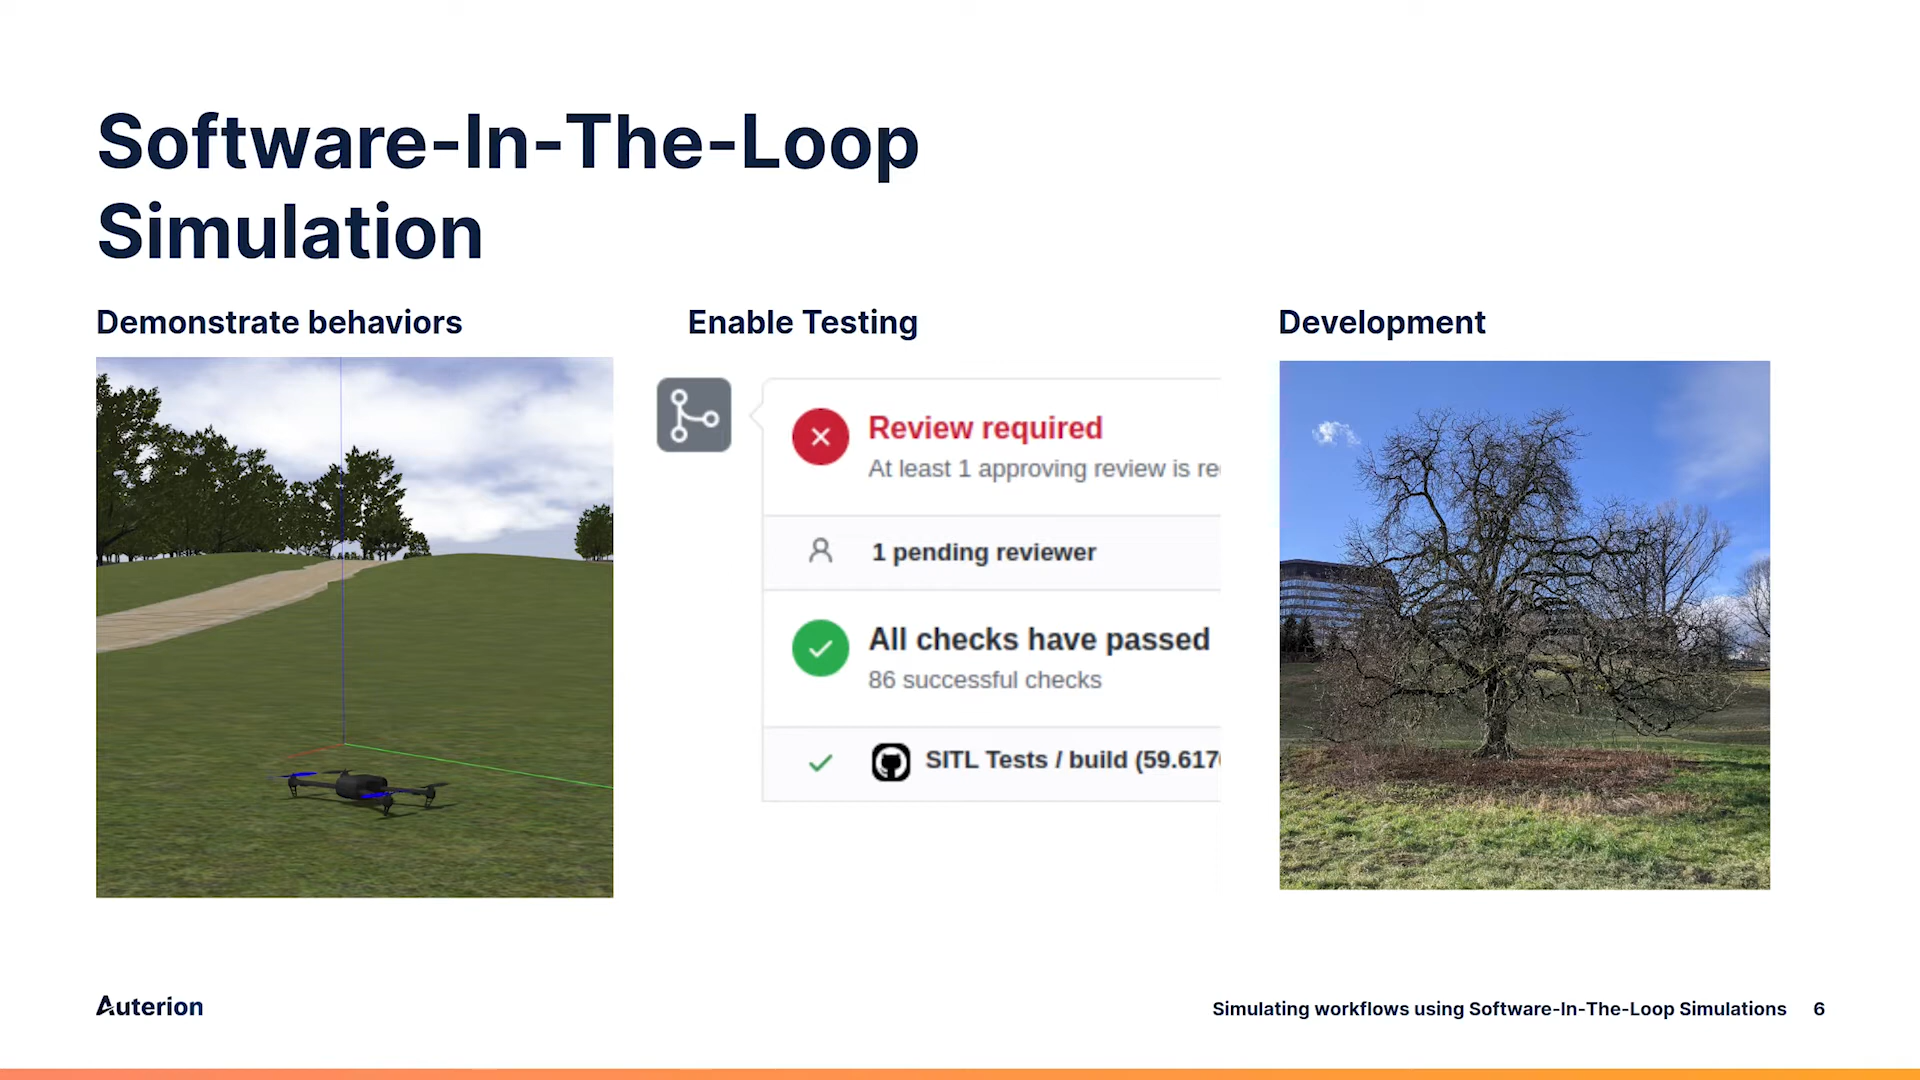 Software-In-The-Loop
Simulation
Demonstrate behaviors
Enable Testing
Development
Review required
At least 1 approving review is re
1 pending reviewer
All checks have passed
86 successful checks
SITL Tests / build (59.617
Auterion
Simulating workflows using Software-In-The-Loop Simulations 6